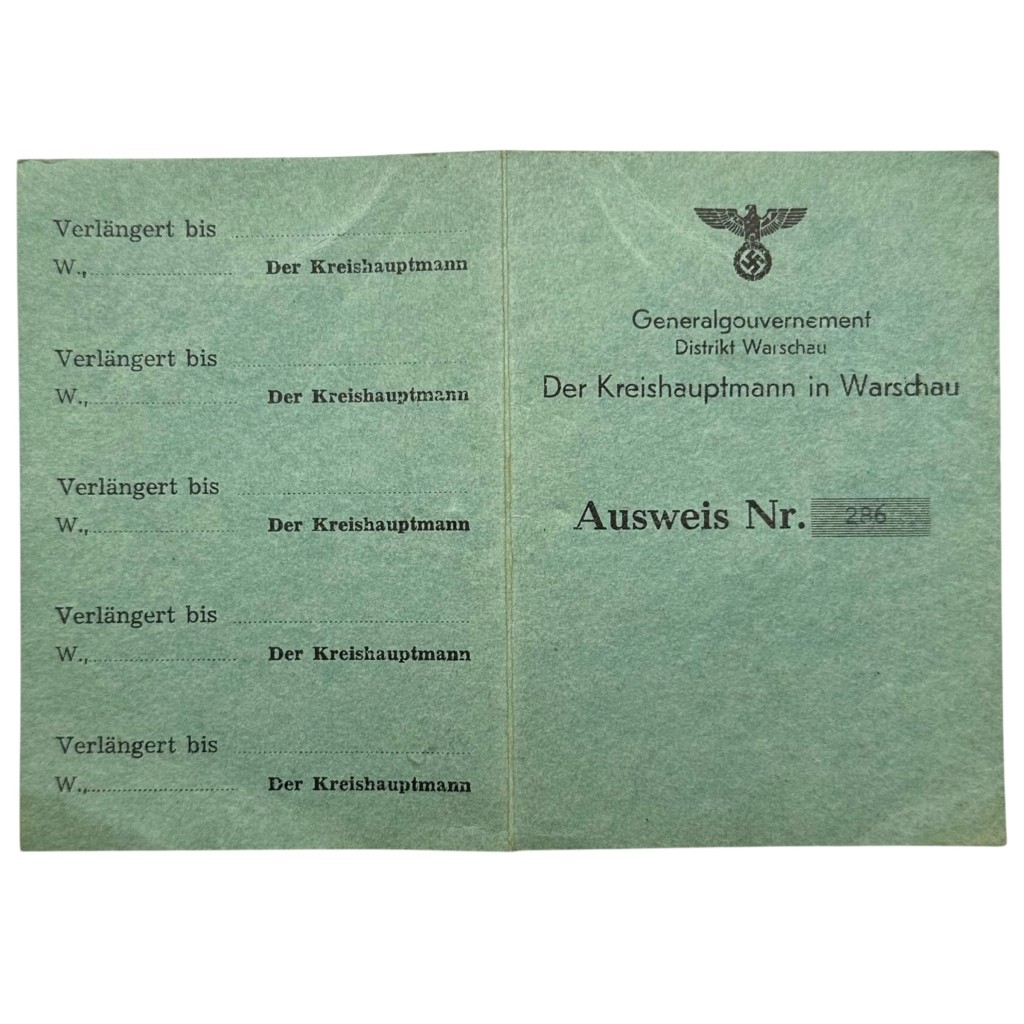 Verlängert bis
W., Der Kreishauptmann
Verlängert bis
W., Der Kreishauptmann
Verlängert bis
W., Der Kreishauptmann
Verlängert bis
W., Der Kreishauptmann
Verlängert bis
W., Der Kreishauptmann
Generalgouvernement
Distrikt Warschau
Der Kreishauptmann in Warschau
Ausweis Nr. 286